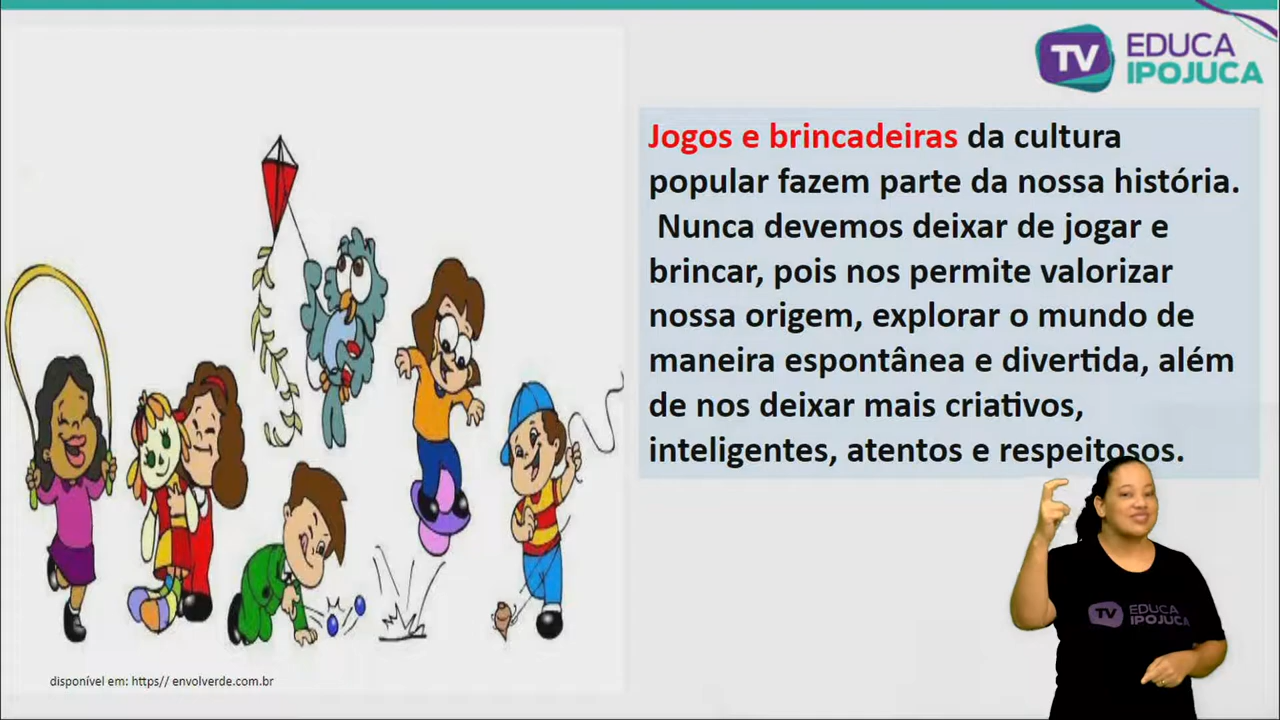 TV EDUCA
IPOJUCA
Jogos e brincadeiras da cultura
popular fazem parte da nossa história.
Nunca devemos deixar de jogar e
brincar, pois nos permite valorizar
nossa origem, explorar o mundo de
maneira espontânea e divertida, além
de nos deixar mais criativos,
inteligentes, atentos e respeitosos.
TV EDUCA
IPOJUCA
disponível em: https// envolverde.com.br